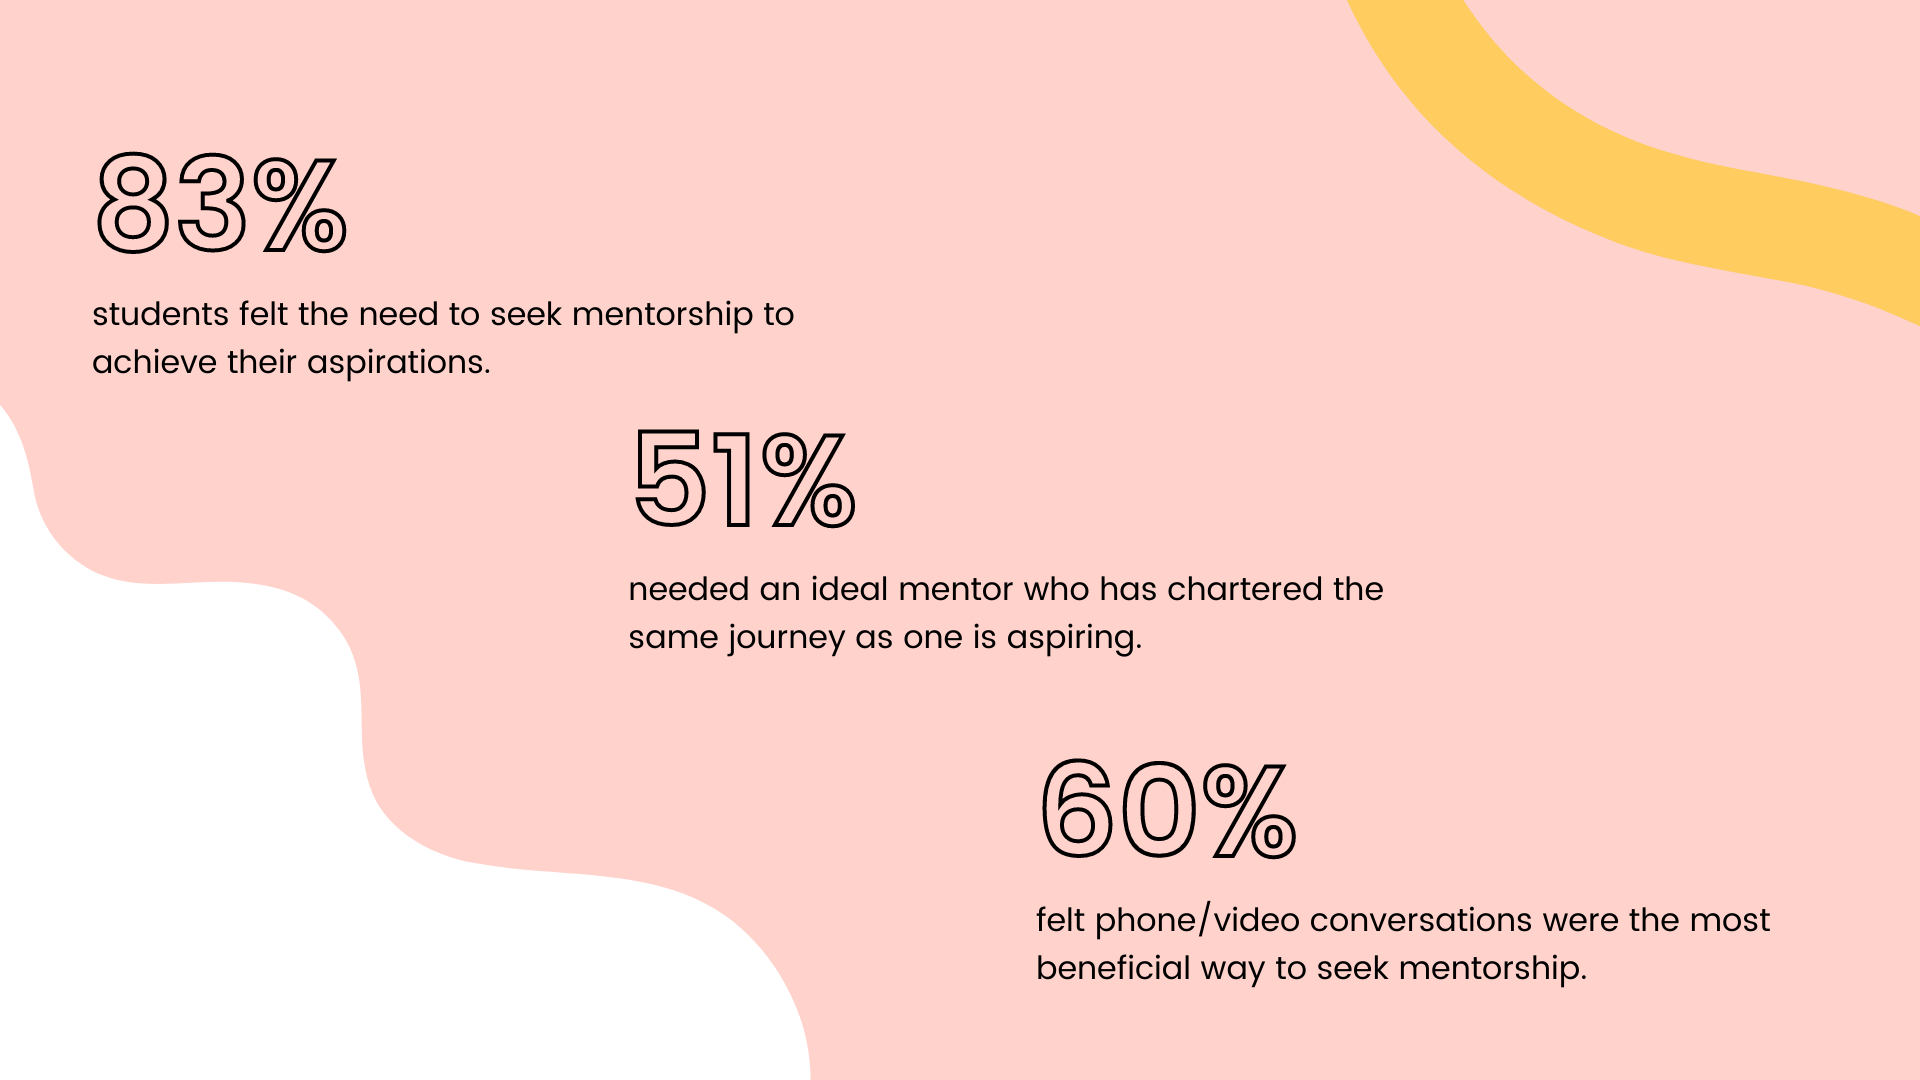 83%
students felt the need to seek mentorship to
achieve their aspirations.
51%
needed an ideal mentor who has chartered the
same journey as one is aspiring.
60%
felt phone/video conversations were the most
beneficial way to seek mentorship.